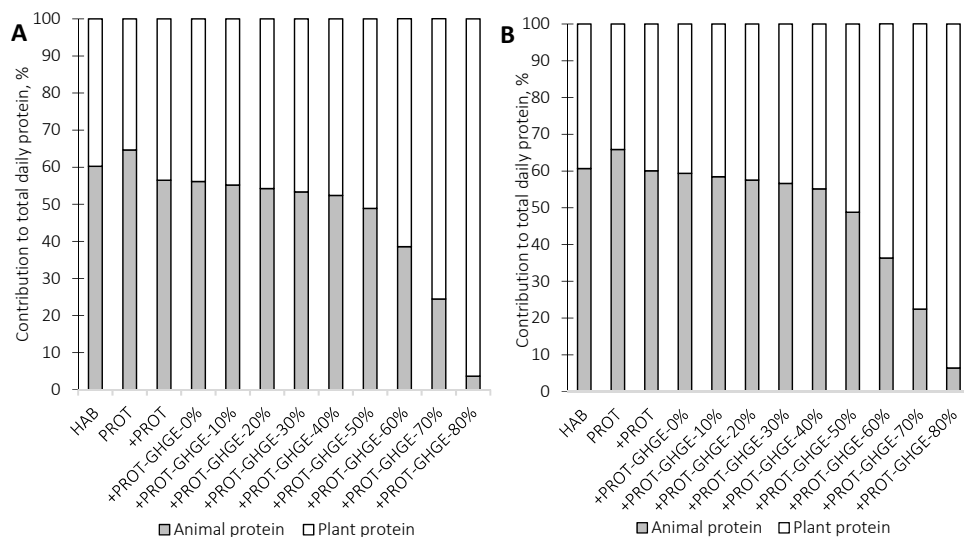 A
Contribution to total daily protein, %
100
90
80
70
60
50
40
30
20
10
0
HAB
PROT
+PROT
+PROT-GHGE-0%
+PROT-GHGE-10%
+PROT-GHGE-20%
+PROT-GHGE-30%
+PROT-GHGE-40%
+PROT-GHGE-50%
+PROT-GHGE-60%
+PROT-GHGE-70%
+PROT-GHGE-80%
Animal protein Plant protein
B
Contribution to total daily protein, %
100
90
80
70
60
50
40
30
20
10
0
HAB
PROT
+PROT
+PROT-GHGE-0%
+PROT-GHGE-10%
+PROT-GHGE-20%
+PROT-GHGE-30%
+PROT-GHGE-40%
+PROT-GHGE-50%
+PROT-GHGE-60%
+PROT-GHGE-70%
+PROT-GHGE-80%
Animal protein Plant protein